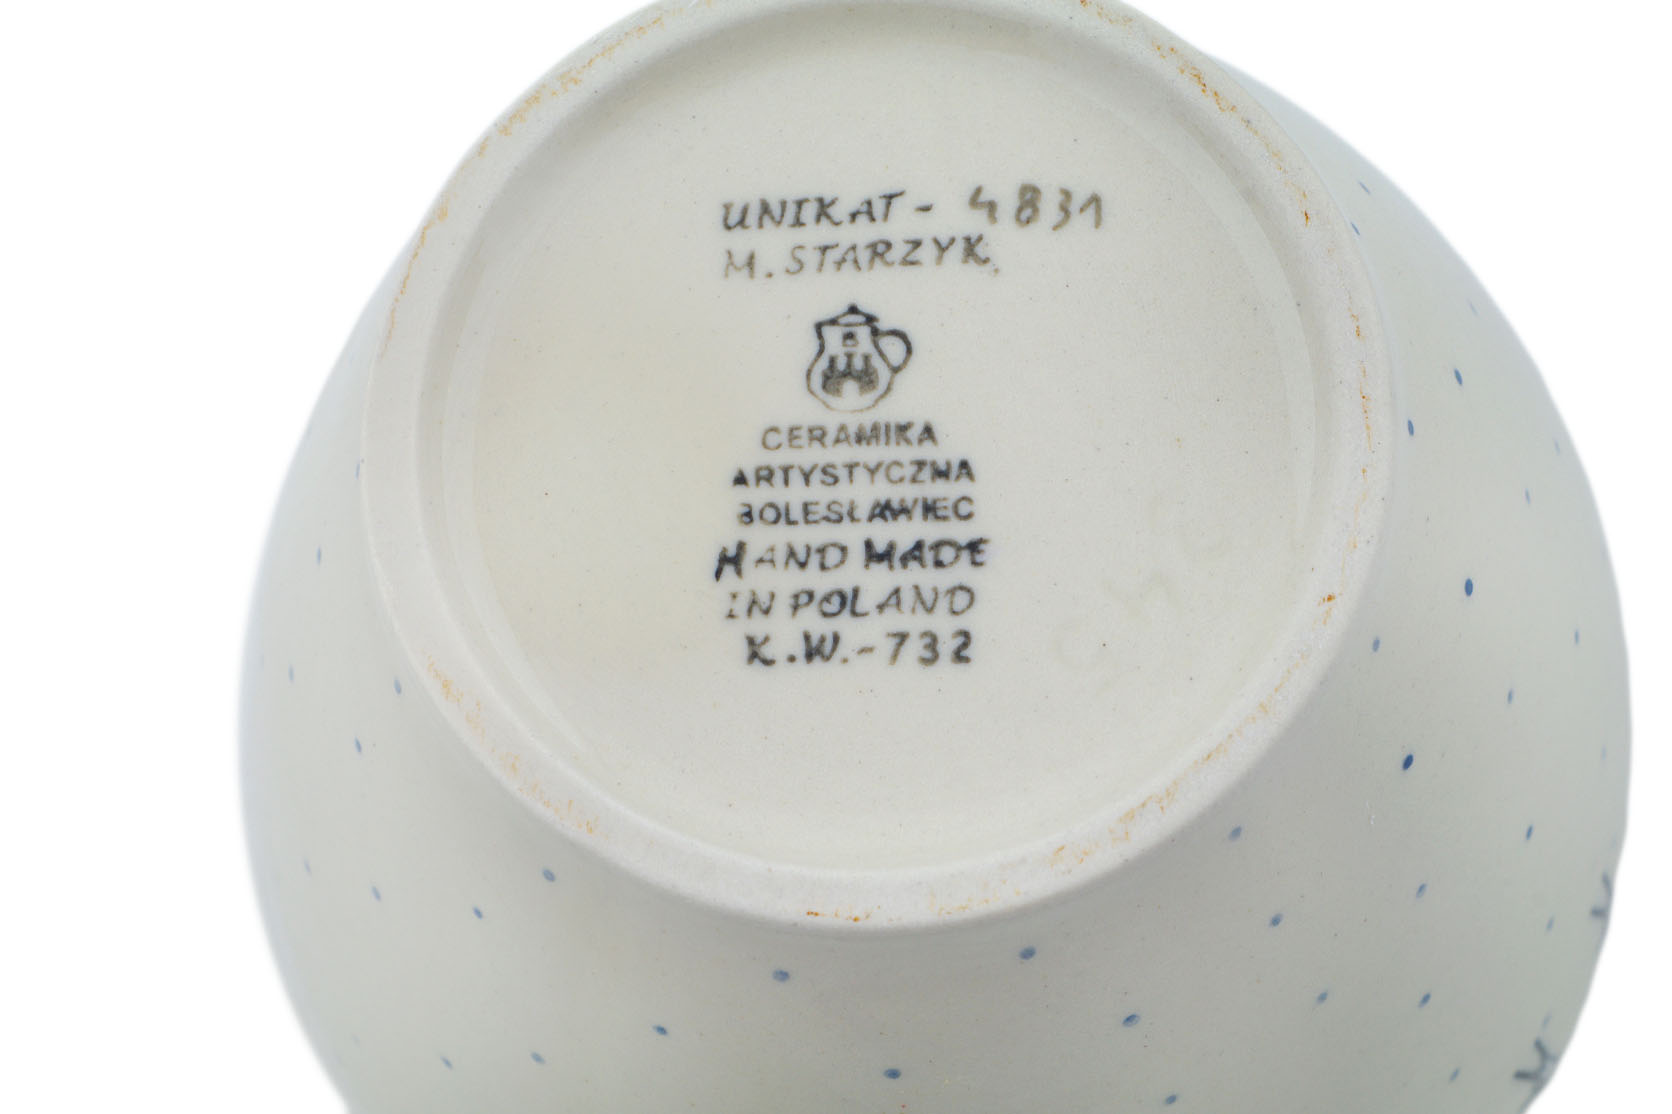 UNIKAT - 4831
M. STARZYK
B
CERAMIKA
ARTYSTYCZNA
BOLESŁAWIEC
HAND MADE
IN POLAND
K.W.-732